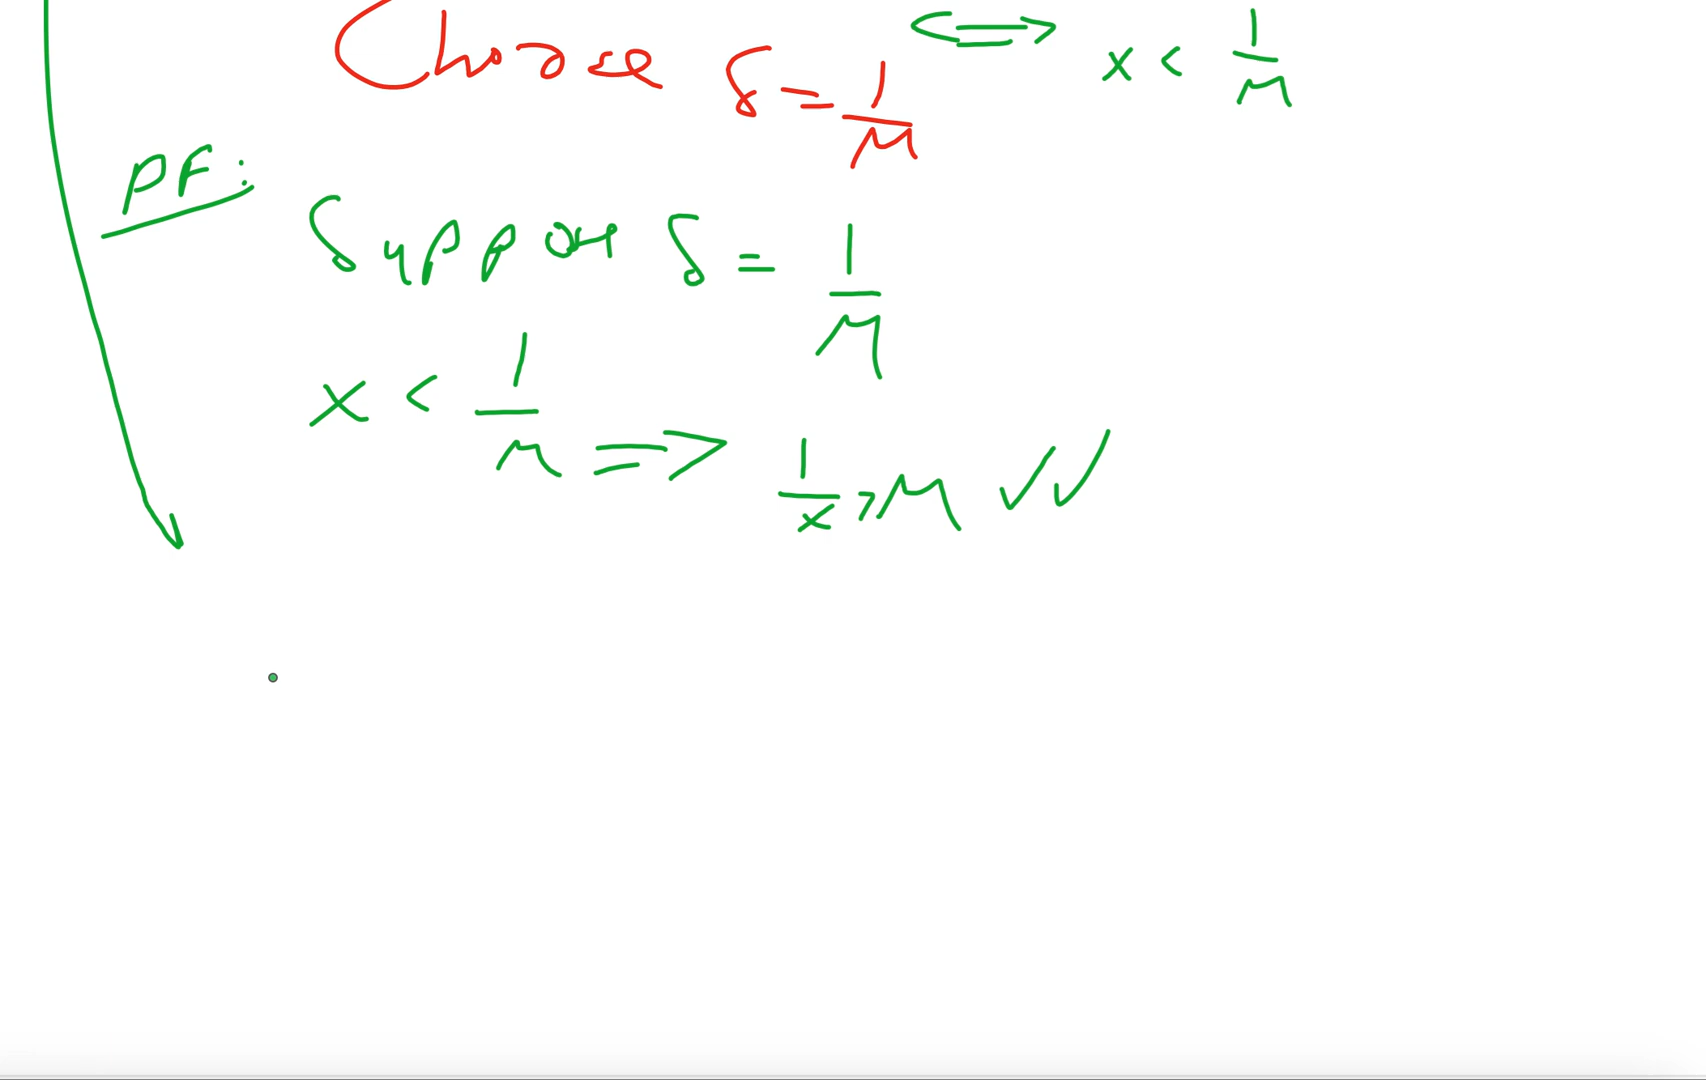 Choose δ = 1/M <=> x < 1/M
PF:
Suppose δ = 1/M
x < 1/M => 1/x > M ✓✓